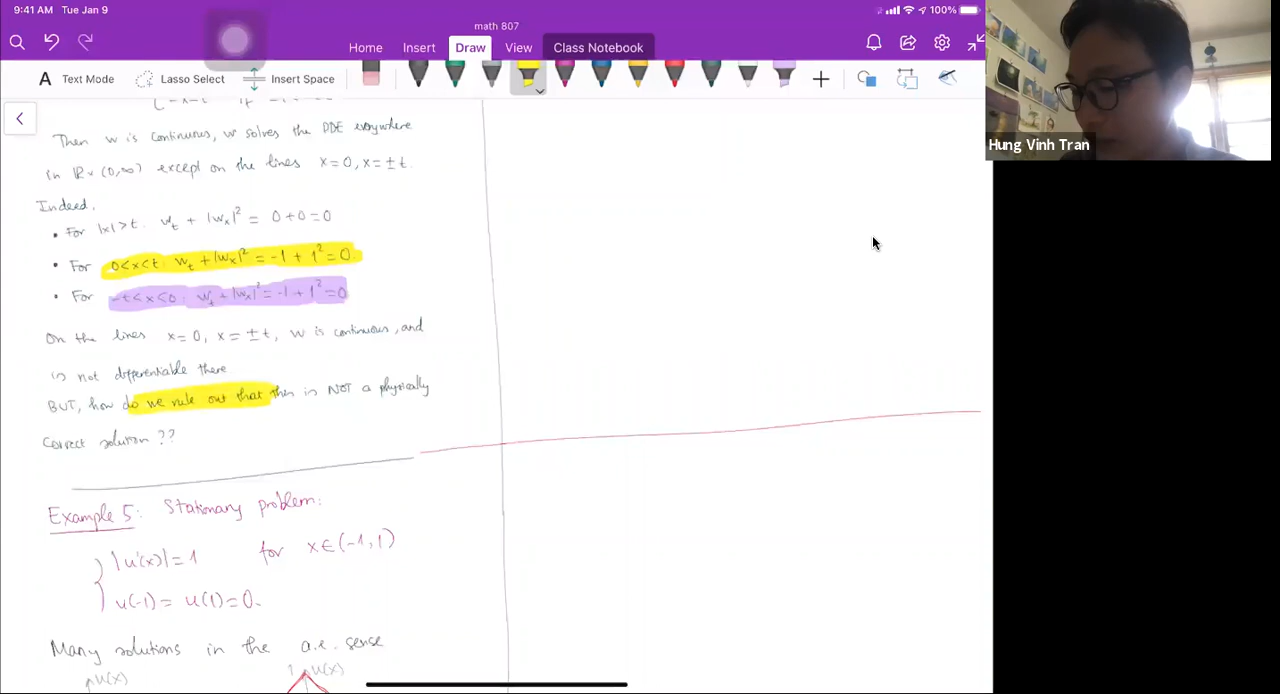 9:41 AM Tue Jan 9
100%
math 807
Home Insert Draw View Class Notebook
Text Mode Lasso Select Insert Space
Hung Vinh Tran
Then w is continuous, w solves the PDE everywhere
in ℝ × (0,∞) except on the lines x=0, x=±t.
Indeed.
• For |x|>t. w_t + |w_x|² = 0+0=0
• For 0<x<t: w_t + |w_x|² = -1 + 1² = 0.
• For -t<x<0: w_t + |w_x|² = -1 + 1² = 0
On the lines x=0, x=±t, w is continuous, and
is not differentiable there
BUT, how do we rule out that this is NOT a physically
Correct solution ??
Example 5: Stationary problem:
|u'(x)|=1 for x∈(-1,1)
u(-1)= u(1)=0.
Many solutions in the a.e. sense
u(x) 1 u(x)